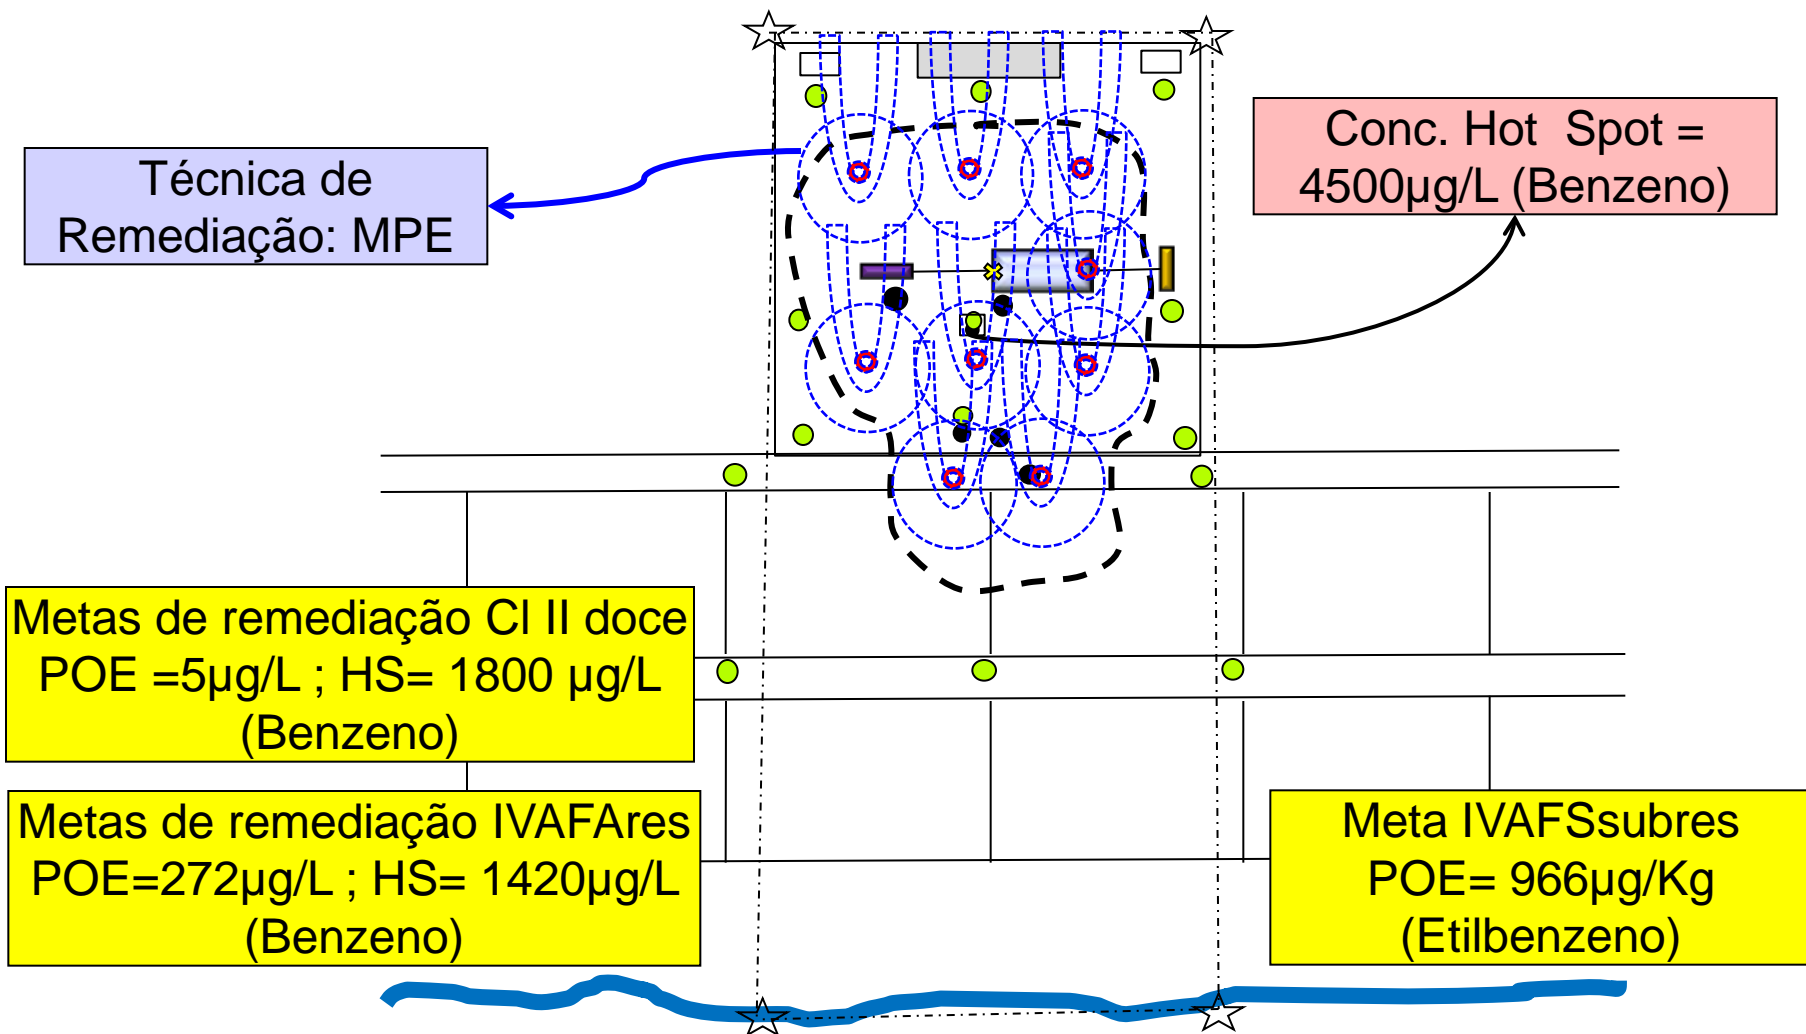 Técnica de
Remediação: MPE
Conc. Hot Spot =
4500µg/L (Benzeno)
Metas de remediação Cl II doce
POE =5µg/L ; HS= 1800 µg/L
(Benzeno)
Metas de remediação IVAFAres
POE=272µg/L ; HS= 1420µg/L
(Benzeno)
Meta IVAFSsubres
POE= 966µg/Kg
(Etilbenzeno)